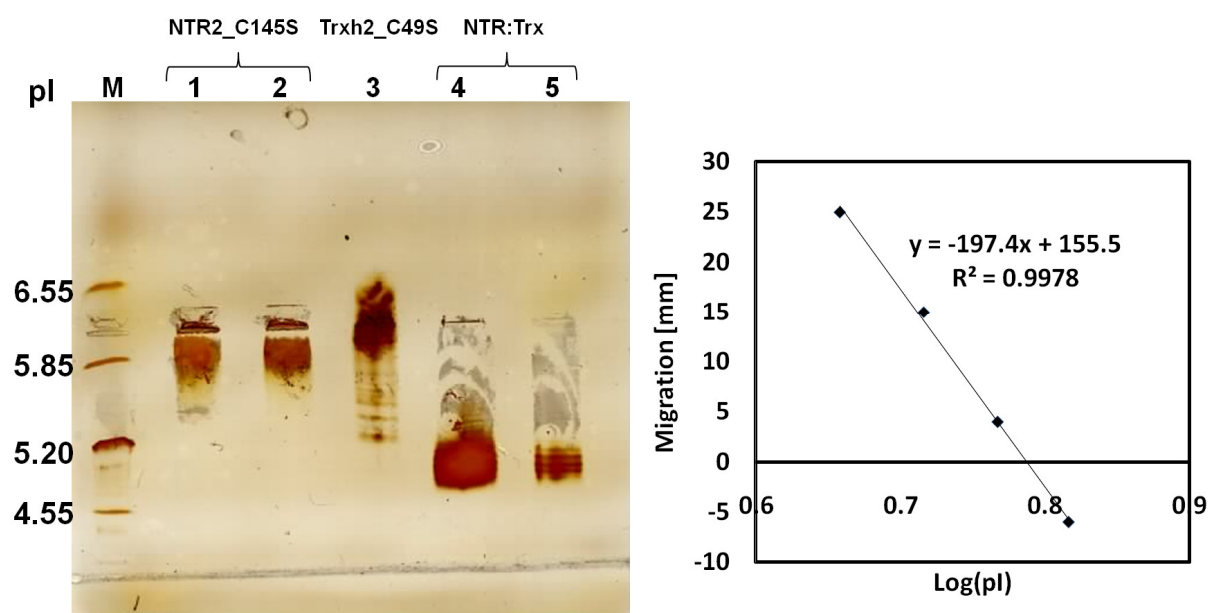 NTR2_C145S Trxh2_C49S NTR:Trx
pI M 1 2 3 4 5
6.55
5.85
5.20
4.55
30
25
20
15
10
5
0
-5
-10
0.6 0.7 0.8 0.9
y = -197.4x + 155.5
R² = 0.9978
Migration [mm]
Log(pI)